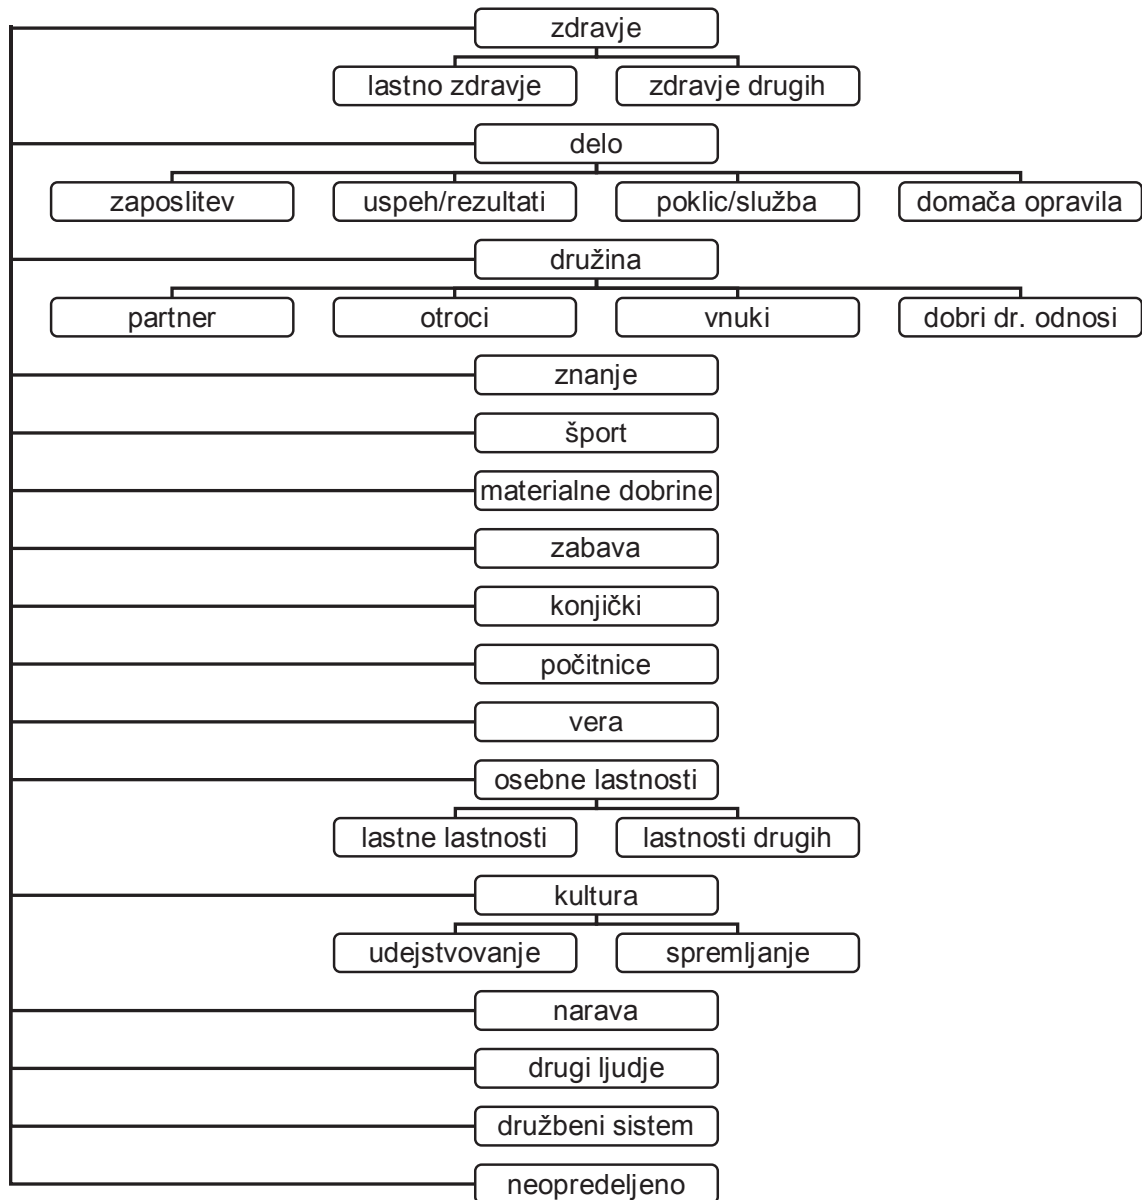 zdravje
lastno zdravje
zdravje drugih
delo
zaposlitev
uspeh/rezultati
poklic/služba
domača opravila
družina
partner
otroci
vnuki
dobri dr. odnosi
znanje
šport
materialne dobrine
zabava
konjički
počitnice
vera
osebne lastnosti
lastne lastnosti
lastnosti drugih
kultura
udejstvovanje
spremljanje
narava
drugi ljudje
družbeni sistem
neopredeljeno